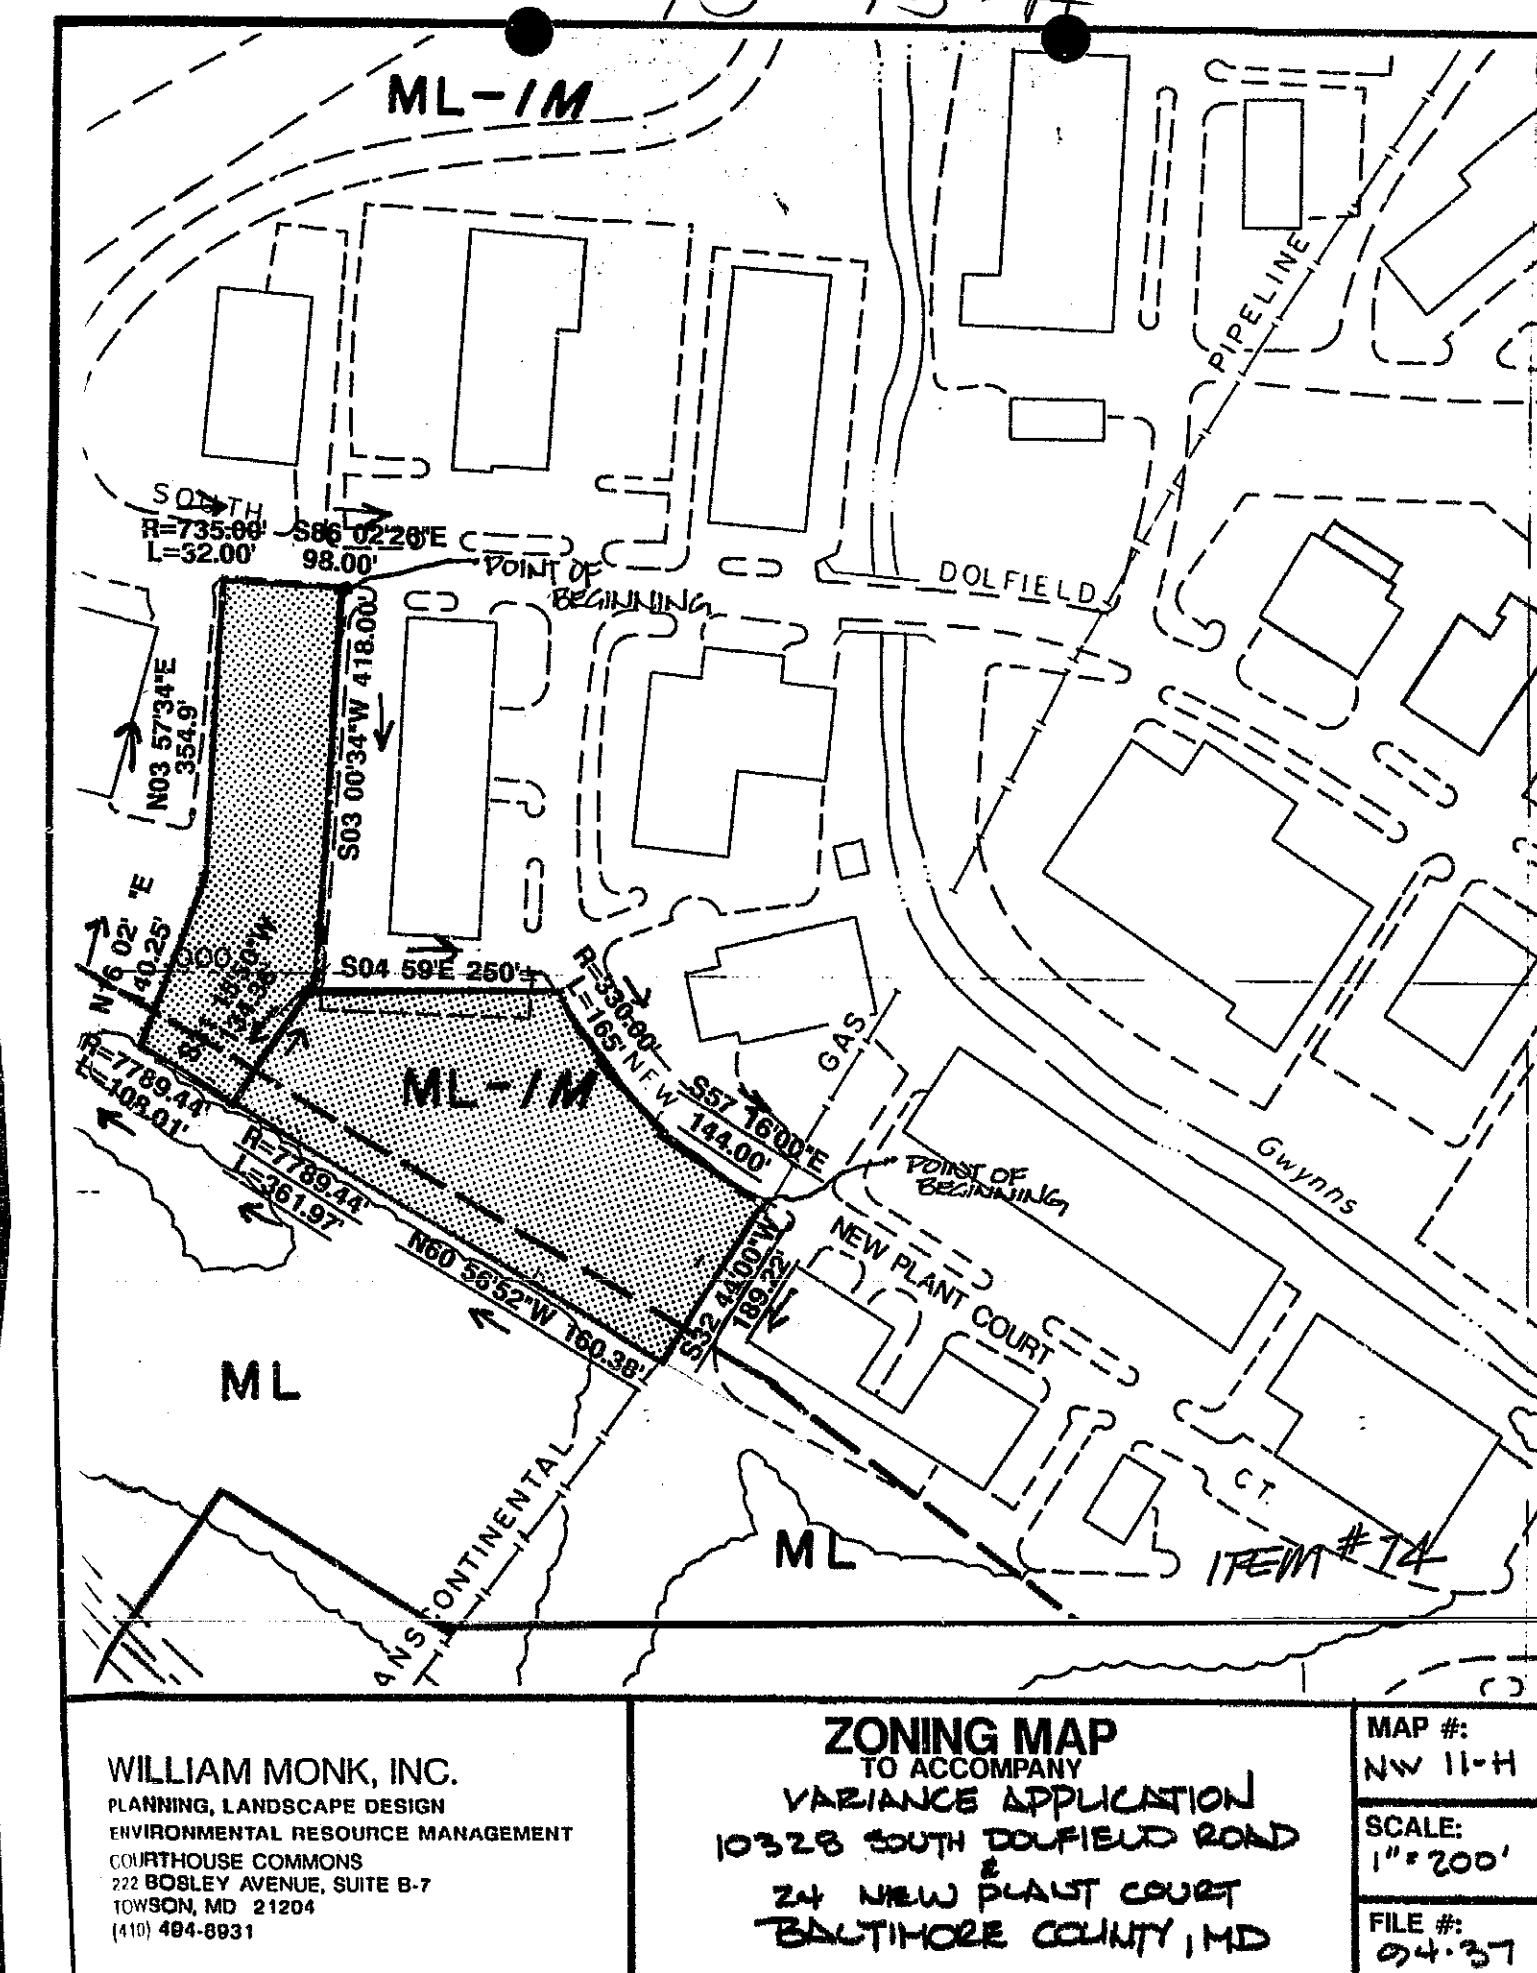 ML-IM
PIPELINE
SOUTH
R=735.00'
L=32.00'
S86 02'20"E
98.00'
POINT OF
BEGINNING
DOLFIELD
N03 57'34"E
354.9'
S03 00'34"W 418.00'
N16 02' "E
140.25'
S04 59'E 250'±
R=330.00'
L=165'
NEW
GAS
R=7789.44'
L=108.01'
ML-IM
S57 16'00"E
144.00'
R=7789.44'
L=361.97'
POINT OF
BEGINNING
Gwynns
N60 56'52"W 160.38'
S32 44'00"W
189.22'
NEW PLANT COURT
ML
CONTINENTAL
ANS
CT.
ML
ITEM #74
WILLIAM MONK, INC.
PLANNING, LANDSCAPE DESIGN
ENVIRONMENTAL RESOURCE MANAGEMENT
COURTHOUSE COMMONS
222 BOSLEY AVENUE, SUITE B-7
TOWSON, MD 21204
(410) 494-8931
ZONING MAP
TO ACCOMPANY
VARIANCE APPLICATION
10328 SOUTH DOLFIELD ROAD
&
24 NEW PLANT COURT
BALTIMORE COUNTY, MD
MAP #:
NW 11-H
SCALE:
1"=200'
FILE #:
94-37